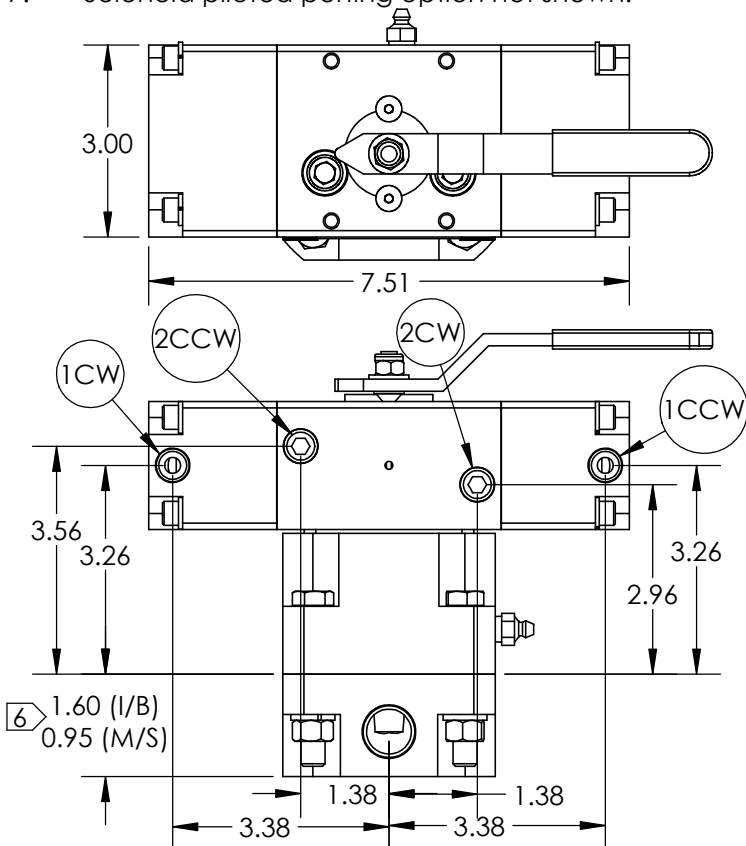 7. Solenoid piloted porting option not shown.
3.00
7.51
2CCW
2CW
1CW
1CCW
3.56
3.26
3.26
2.96
6 1.60 (I/B)
0.95 (M/S)
1.38
1.38
3.38
3.38